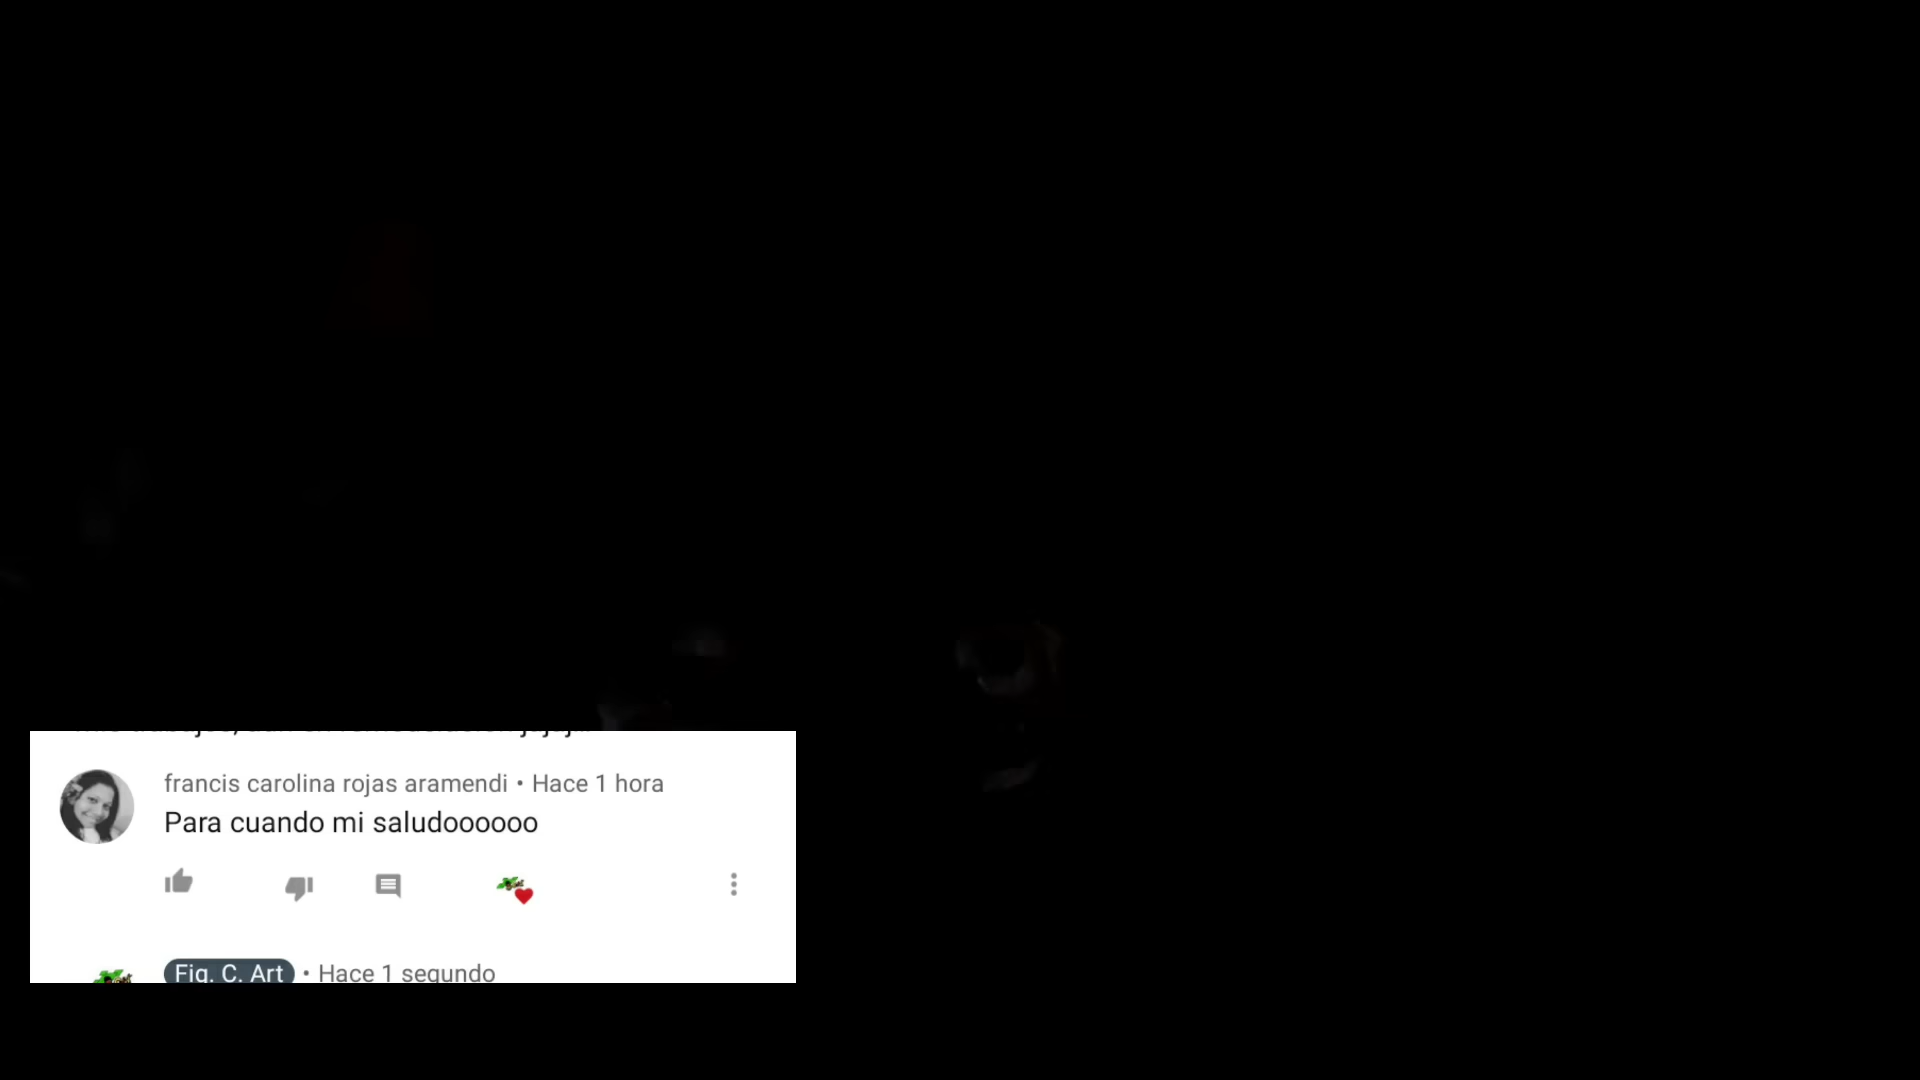 francis carolina rojas aramendi • Hace 1 hora
Para cuando mi saludoooooo
Fig. C. Art • Hace 1 segundo